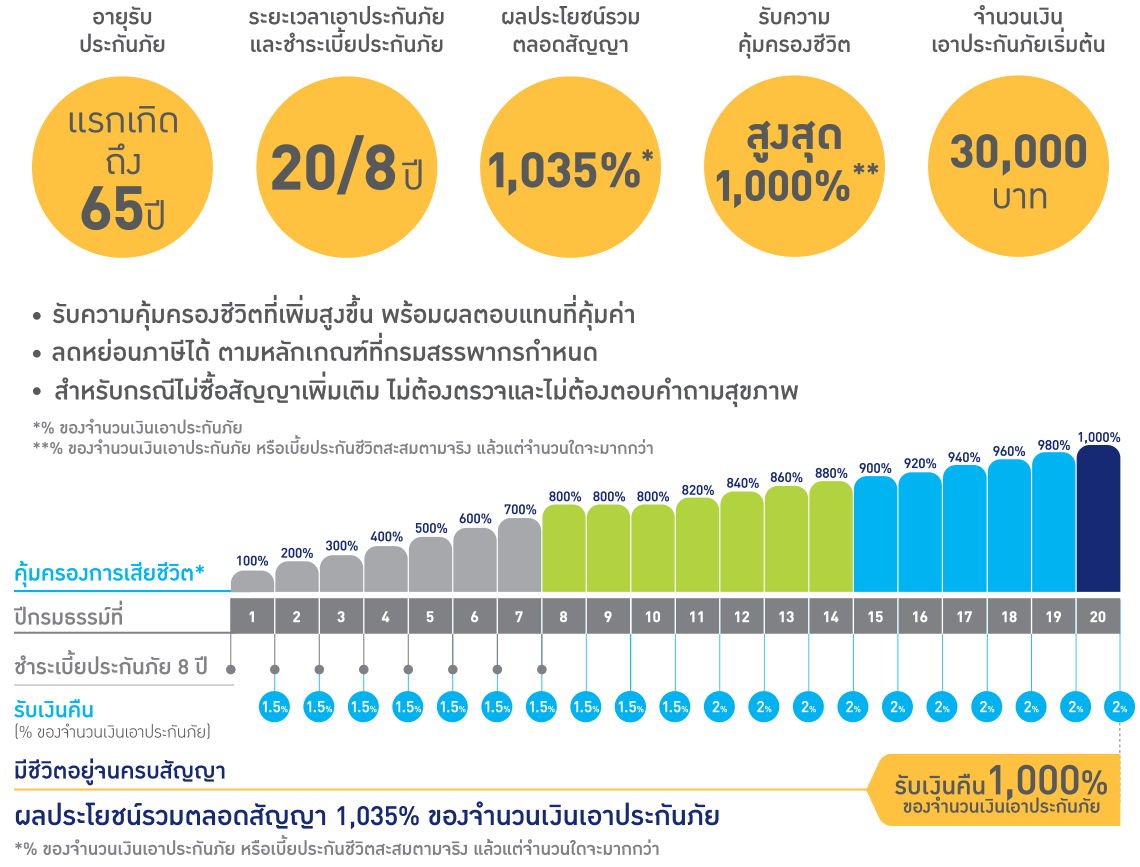 อายุรับ
ประกันภัย
แรกเกิด
ถึง
65ปี
ระยะเวลาเอาประกันภัย
และชำระเบี้ยประกันภัย
20/8 ปี
ผลประโยชน์รวม
ตลอดสัญญา
1,035%*
รับความ
คุ้มครองชีวิต
สูงสุด
1,000%**
จำนวนเงิน
เอาประกันภัยเริ่มต้น
30,000
บาท
• รับความคุ้มครองชีวิตที่เพิ่มสูงขึ้น พร้อมผลตอบแทนที่คุ้มค่า
• ลดหย่อนภาษีได้ ตามหลักเกณฑ์ที่กรมสรรพากรกำหนด
• สำหรับกรณีไม่ซื้อสัญญาเพิ่มเติม ไม่ต้องตรวจและไม่ต้องตอบคำถามสุขภาพ
*% ของจำนวนเงินเอาประกันภัย
**% ของจำนวนเงินเอาประกันภัย หรือเบี้ยประกันชีวิตสะสมตามจริง แล้วแต่จำนวนใดจะมากกว่า
100% 200% 300% 400% 500% 600% 700% 800% 800% 800% 820% 840% 860% 880% 900% 920% 940% 960% 980% 1,000%
คุ้มครองการเสียชีวิต*
ปีกรมธรรม์ที่ 1 2 3 4 5 6 7 8 9 10 11 12 13 14 15 16 17 18 19 20
ชำระเบี้ยประกันภัย 8 ปี
รับเงินคืน 1.5% 1.5% 1.5% 1.5% 1.5% 1.5% 1.5% 1.5% 1.5% 1.5% 2% 2% 2% 2% 2% 2% 2% 2% 2% 2%
(% ของจำนวนเงินเอาประกันภัย)
มีชีวิตอยู่จนครบสัญญา
รับเงินคืน 1,000%
ของจำนวนเงินเอาประกันภัย
ผลประโยชน์รวมตลอดสัญญา 1,035% ของจำนวนเงินเอาประกันภัย
*% ของจำนวนเงินเอาประกันภัย หรือเบี้ยประกันชีวิตสะสมตามจริง แล้วแต่จำนวนใดจะมากกว่า